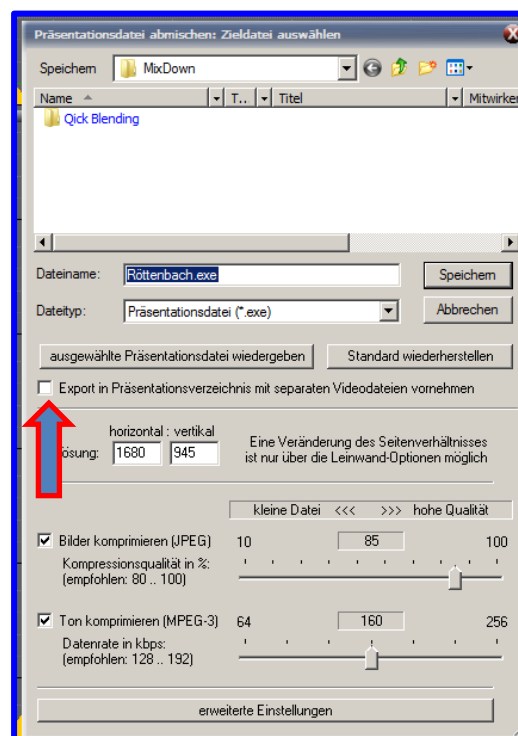 Präsentationsdatei abmischen: Zieldatei auswählen
Speichern MixDown
Name T.. Titel Mitwirker
Qick Blending
Dateiname: Röttenbach.exe Speichern
Dateityp: Präsentationsdatei (*.exe) Abbrechen
ausgewählte Präsentationsdatei wiedergeben Standard wiederherstellen
Export in Präsentationsverzeichnis mit separaten Videodateien vornehmen
horizontal : vertikal
ösung: 1680 945
Eine Veränderung des Seitenverhältnisses
ist nur über die Leinwand-Optionen möglich
kleine Datei <<< >>> hohe Qualität
Bilder komprimieren (JPEG) 10 85 100
Kompressionsqualität in %:
(empfohlen: 80 .. 100)
Ton komprimieren (MPEG-3) 64 160 256
Datenrate in kbps:
(empfohlen: 128 .. 192)
erweiterte Einstellungen